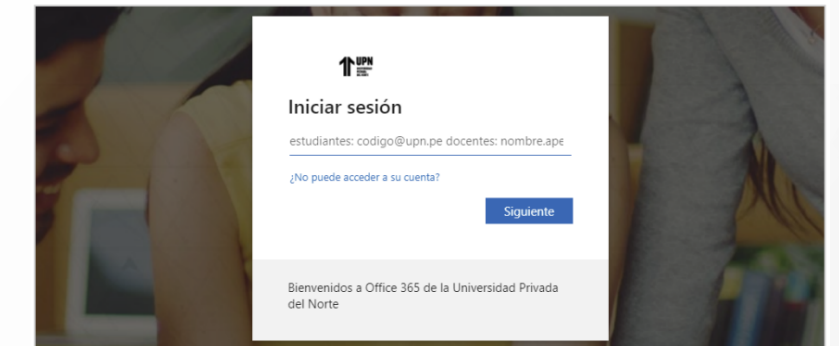 UPN
Iniciar sesión
estudiantes: codigo@upn.pe docentes: nombre.ape
¿No puede acceder a su cuenta?
Siguiente
Bienvenidos a Office 365 de la Universidad Privada
del Norte